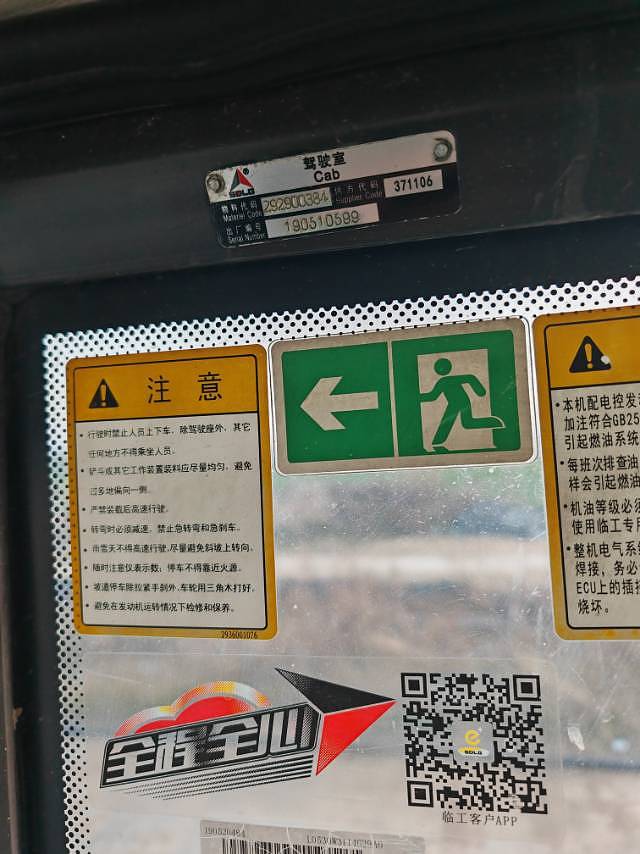 驾驶室
Cab
SDLG
物料代码 292900384 供方代码 371106
Material Code Supplier Code
出厂编号 190510599
Serial Number
注意
• 行驶时禁止人员上下车，除驾驶座外，其它
任何地方不得乘坐人员。
• 铲斗或其它工作装置装料应尽量均匀，避免
过多地偏向一侧。
• 严禁装载后高速行驶。
• 转弯时必须减速，禁止急转弯和急刹车。
• 雨雪天不得高速行驶，尽量避免斜坡上转向。
• 随时注意仪表示数；停车不得靠近火源。
• 坡道停车除拉紧手刹外，车轮用三角木打好。
• 避免在发动机运转情况下检修和保养。
2936001076
• 本机配电控发
加注符合GB25
引起燃油系统
• 每班次排查油
样会引起燃油
• 机油等级必须
使用临工专用
• 整机电气系统
焊接，务必
ECU上的插接
烧坏。
全程全心
SDLG
临工客户APP
190520484